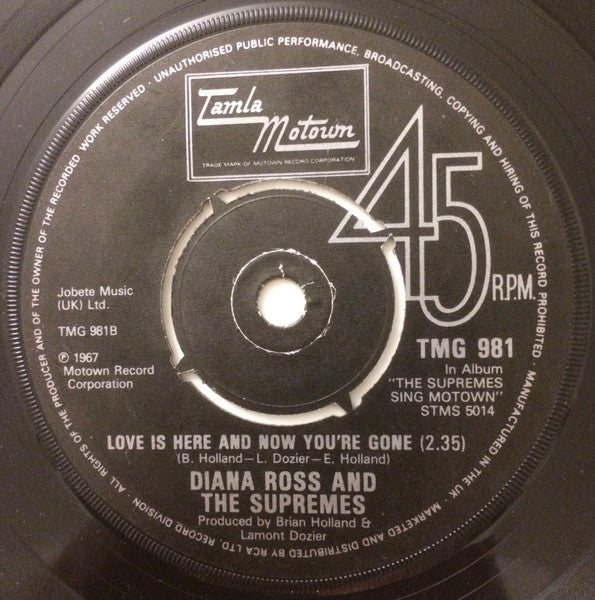 ALL RIGHTS OF THE PRODUCER AND OF THE OWNER OF THE RECORDED WORK RESERVED · UNAUTHORISED PUBLIC PERFORMANCE, BROADCASTING, COPYING AND HIRING OF THIS RECORD PROHIBITED · MANUFACTURED IN THE UK · MARKETED AND DISTRIBUTED BY RCA LTD. RECORD DIVISION ·
Tamla
Motown
TRADE MARK OF MOTOWN RECORD CORPORATION
45
R.P.M.
Jobete Music
(UK) Ltd.
TMG 981B
℗ 1967
Motown Record
Corporation
TMG 981
In Album
"THE SUPREMES
SING MOTOWN"
STMS 5014
LOVE IS HERE AND NOW YOU'RE GONE (2.35)
(B. Holland–L. Dozier–E. Holland)
DIANA ROSS AND
THE SUPREMES
Produced by Brian Holland &
Lamont Dozier